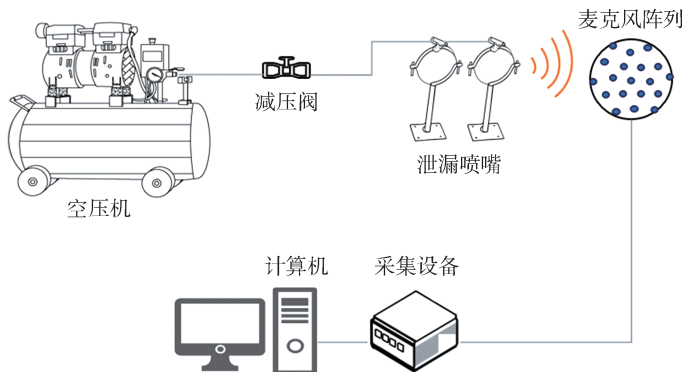 麦克风阵列
减压阀
泄漏喷嘴
空压机
计算机
采集设备